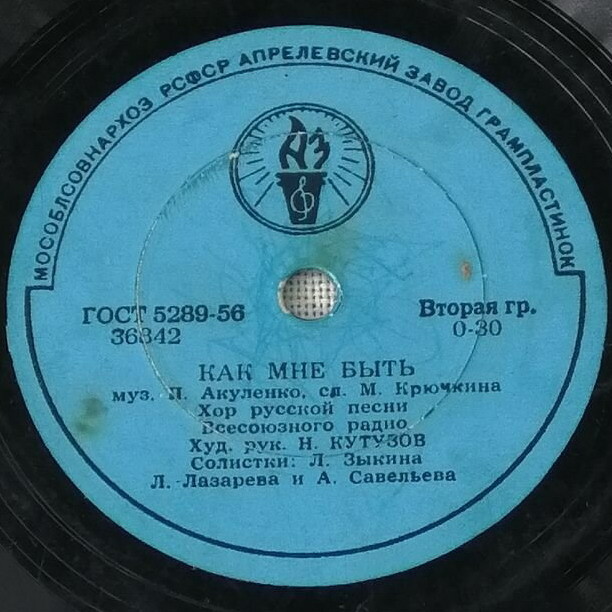 МОСОБЛСОВНАРХОЗ РСФСР АПРЕЛЕВСКИЙ ЗАВОД ГРАМПЛАСТИНОК
АЗ
ГОСТ 5289-56
36342
Вторая гр.
0-30
КАК МНЕ БЫТЬ
муз. П. Акуленко, сл. М. Крючкина
Хор русской песни
Всесоюзного радио
Худ. рук. Н. КУТУЗОВ
Солистки: Л. Зыкина
Л. Лазарева и А. Савельева